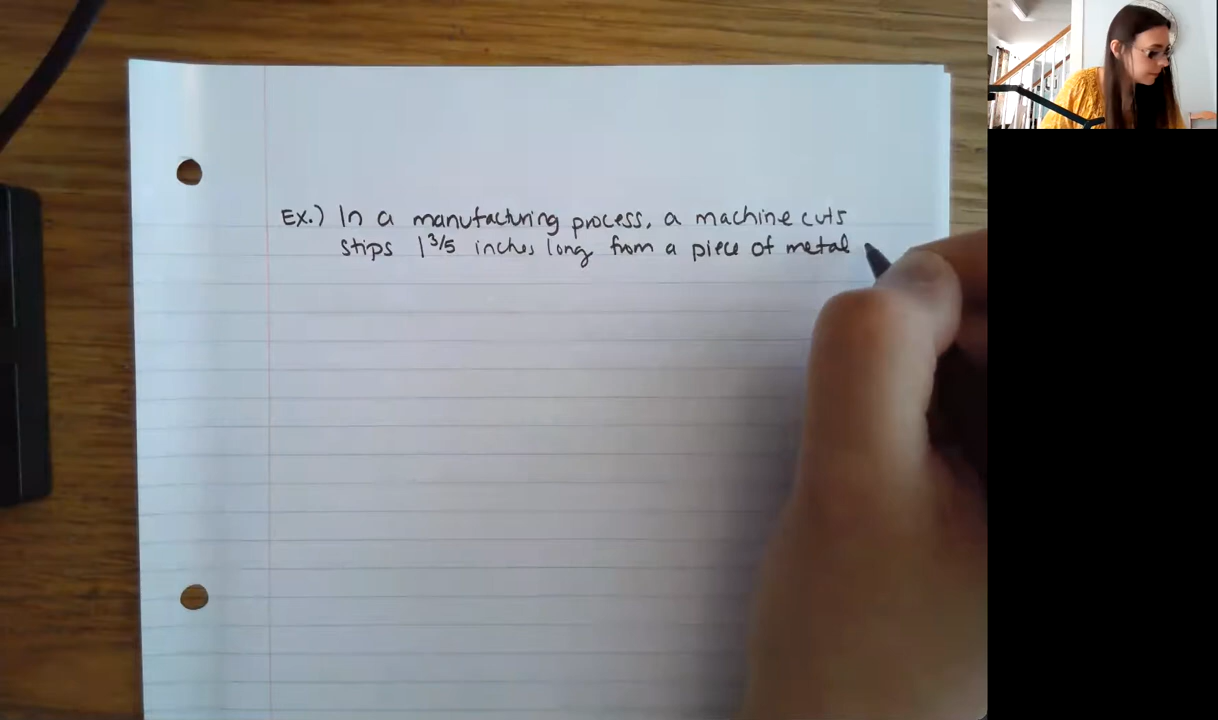 Ex.) In a manufacturing process, a machine cuts
stips 1 3/5 inches long from a piece of metal